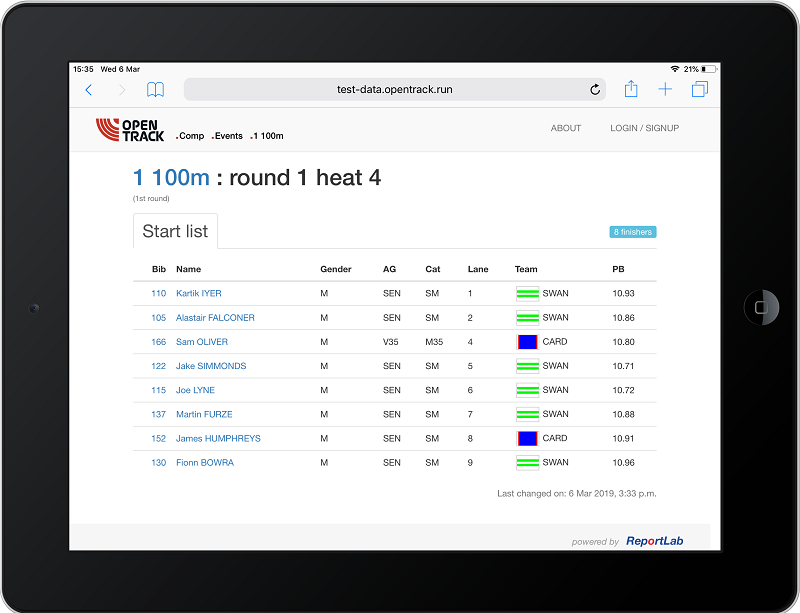 15:35 Wed 6 Mar 21%
test-data.opentrack.run
OPEN TRACK .Comp .Events .1 100m ABOUT LOGIN / SIGNUP
1 100m : round 1 heat 4
(1st round)
Start list 8 finishers
Bib Name Gender AG Cat Lane Team PB
110 Kartik IYER M SEN SM 1 SWAN 10.93
105 Alastair FALCONER M SEN SM 2 SWAN 10.86
166 Sam OLIVER M V35 M35 4 CARD 10.80
122 Jake SIMMONDS M SEN SM 5 SWAN 10.71
115 Joe LYNE M SEN SM 6 SWAN 10.72
137 Martin FURZE M SEN SM 7 SWAN 10.88
152 James HUMPHREYS M SEN SM 8 CARD 10.91
130 Fionn BOWRA M SEN SM 9 SWAN 10.96
Last changed on: 6 Mar 2019, 3:33 p.m.
powered by ReportLab